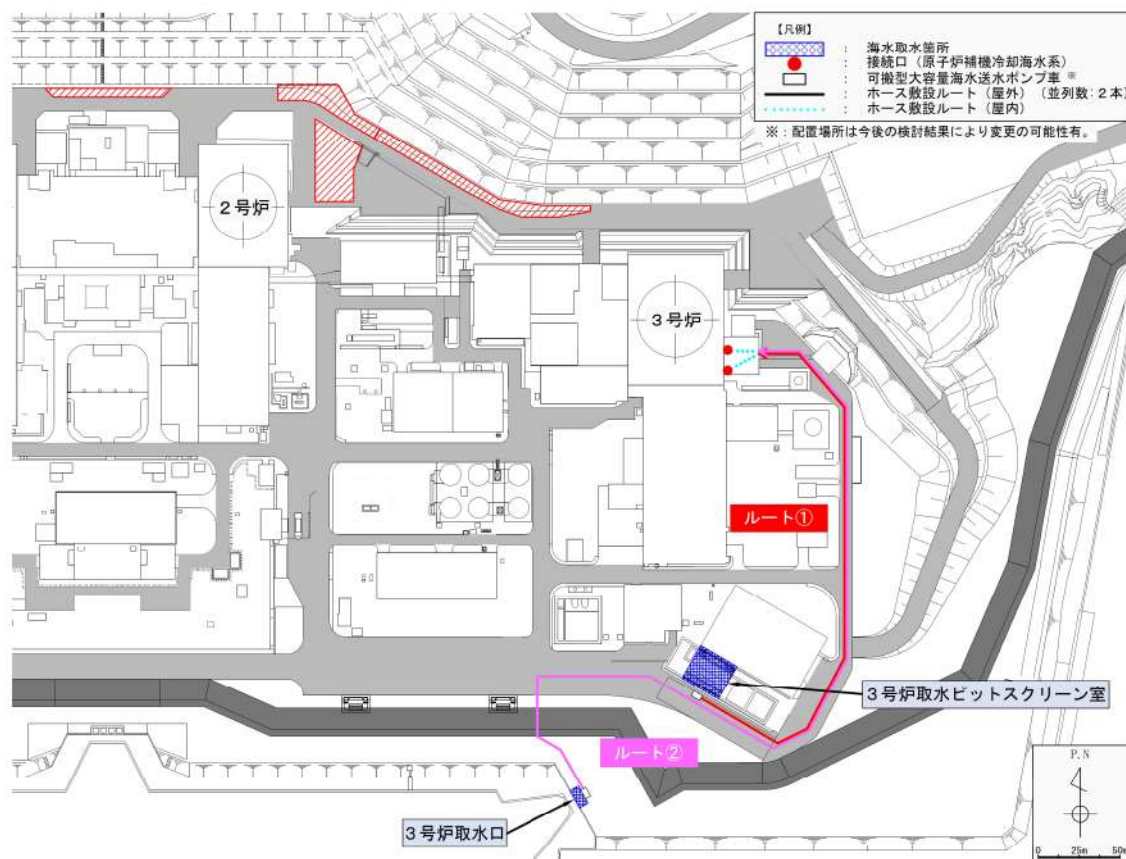 【凡例】
: 海水取水箇所
: 接続口（原子炉補機冷却海水系）
: 可搬型大容量海水送水ポンプ車 ※
: ホース敷設ルート（屋外）（並列数：２本）
: ホース敷設ルート（屋内）
※：配置場所は今後の検討結果により変更の可能性有。
２号炉
３号炉
ルート①
３号炉取水ピットスクリーン室
ルート②
３号炉取水口
P.N
0 25m 50m